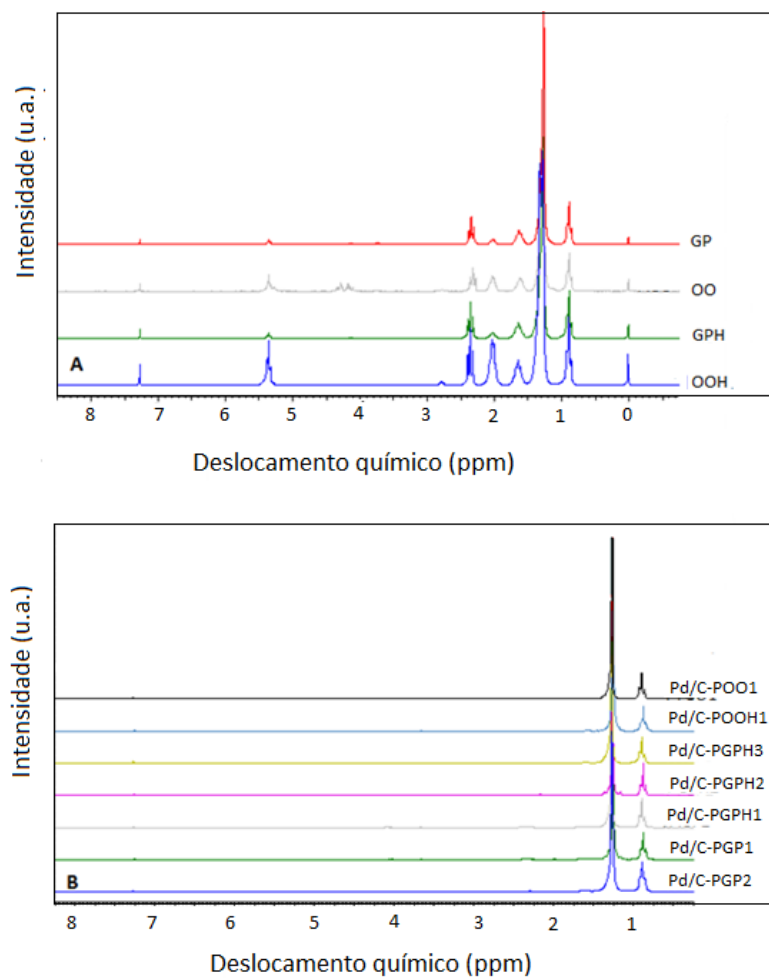 Intensidade (u.a.)
GP
OO
GPH
OOH
A
8 7 6 5 4 3 2 1 0
Deslocamento químico (ppm)
Intensidade (u.a.)
Pd/C-POO1
Pd/C-POOH1
Pd/C-PGPH3
Pd/C-PGPH2
Pd/C-PGPH1
Pd/C-PGP1
Pd/C-PGP2
B
8 7 6 5 4 3 2 1
Deslocamento químico (ppm)